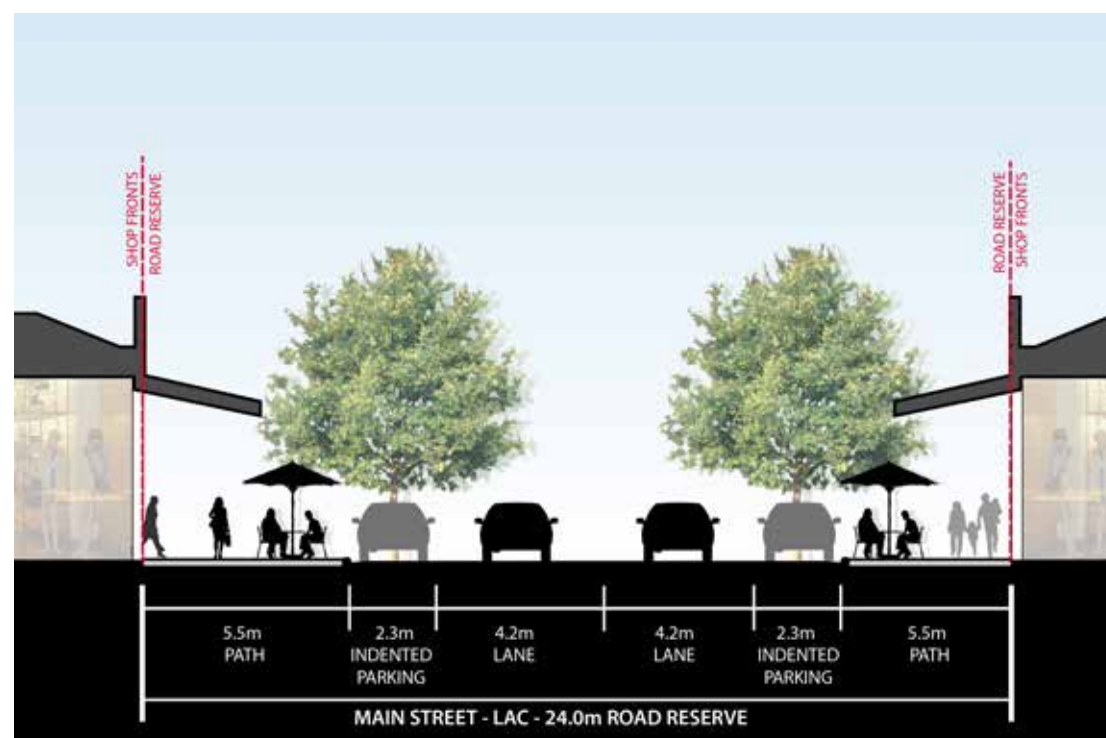 SHOP FRONTS
ROAD RESERVE
ROAD RESERVE
SHOP FRONTS
5.5m
PATH
2.3m
INDENTED
PARKING
4.2m
LANE
4.2m
LANE
2.3m
INDENTED
PARKING
5.5m
PATH
MAIN STREET - LAC - 24.0m ROAD RESERVE